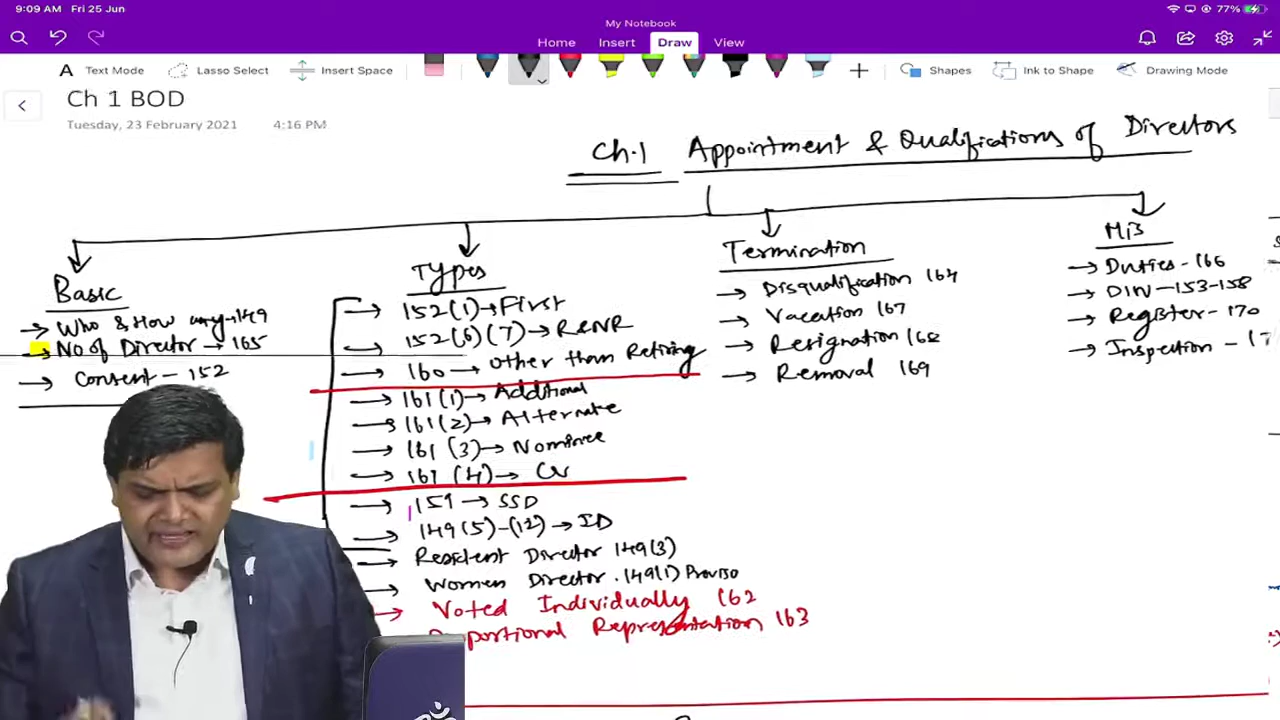 9:09 AM Fri 25 Jun
77%
My Notebook
Home Insert Draw View
Text Mode Lasso Select Insert Space Shapes Ink to Shape Drawing Mode
Ch 1 BOD
Tuesday, 23 February 2021 4:16 PM
Ch.1 Appointment & Qualifications of Directors
Basic
→ Who & How any → 149
→ No of Director → 165
→ Consent - 152
Types
→ 152(1) → First
→ 152(6)(7) → RENR
→ 160 → Other than Retiring
→ 161(1) → Additional
→ 161(2) → Alternate
→ 161(3) → Nominee
→ 161(4) → CV
→ 151 → SSD
→ 149(5)-(12) → ID
→ Resident Director 149(3)
→ Women Director. 149(1) Proviso
→ Voted Individually 162
Representation 163
Termination
→ Disqualification 164
→ Vacation 167
→ Resignation 168
→ Removal 169
→ Duties - 166
→ DIN - 153-158
→ Register - 170
→ Inspection -